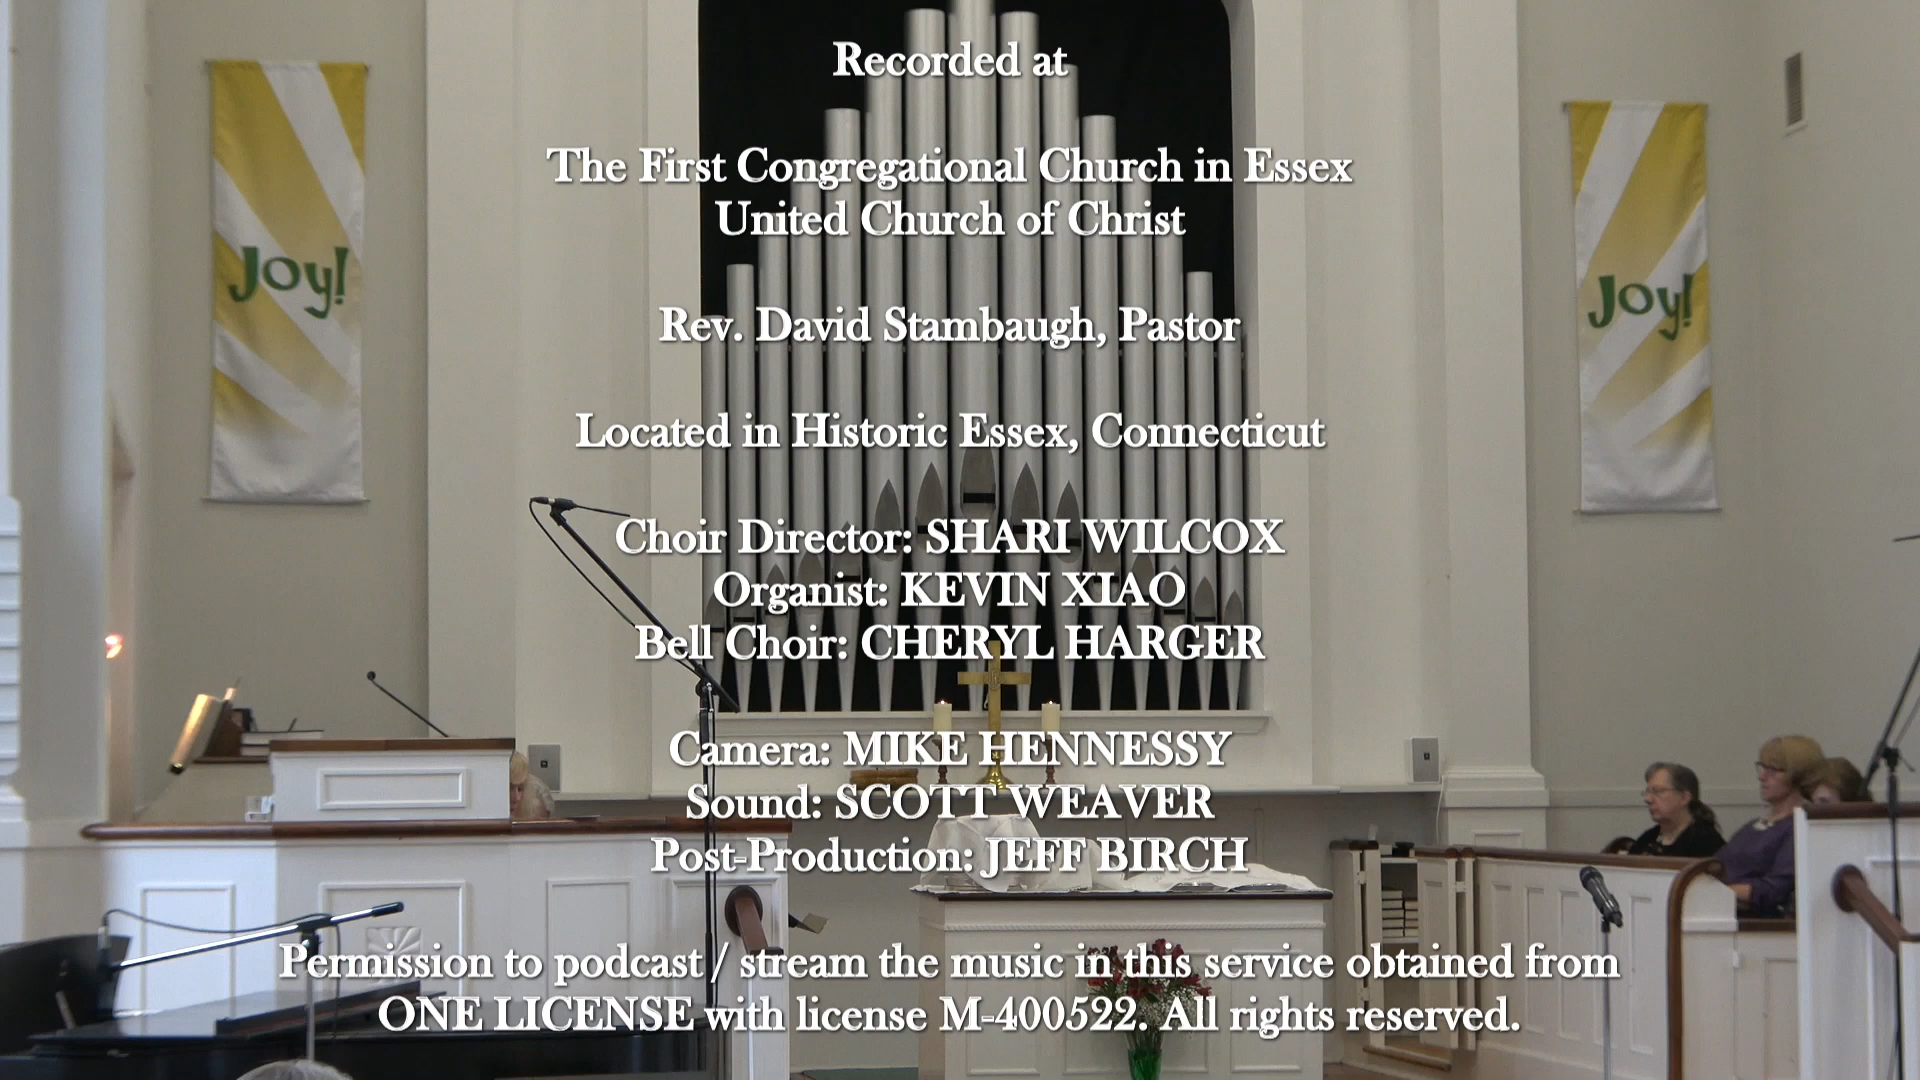 Recorded at
The First Congregational Church in Essex
United Church of Christ
Rev. David Stambaugh, Pastor
Located in Historic Essex, Connecticut
Choir Director: SHARI WILCOX
Organist: KEVIN XIAO
Bell Choir: CHERYL HARGER
Camera: MIKE HENNESSY
Sound: SCOTT WEAVER
Post-Production: JEFF BIRCH
Permission to podcast / stream the music in this service obtained from
ONE LICENSE with license M-400522. All rights reserved.
Joy!
Joy!